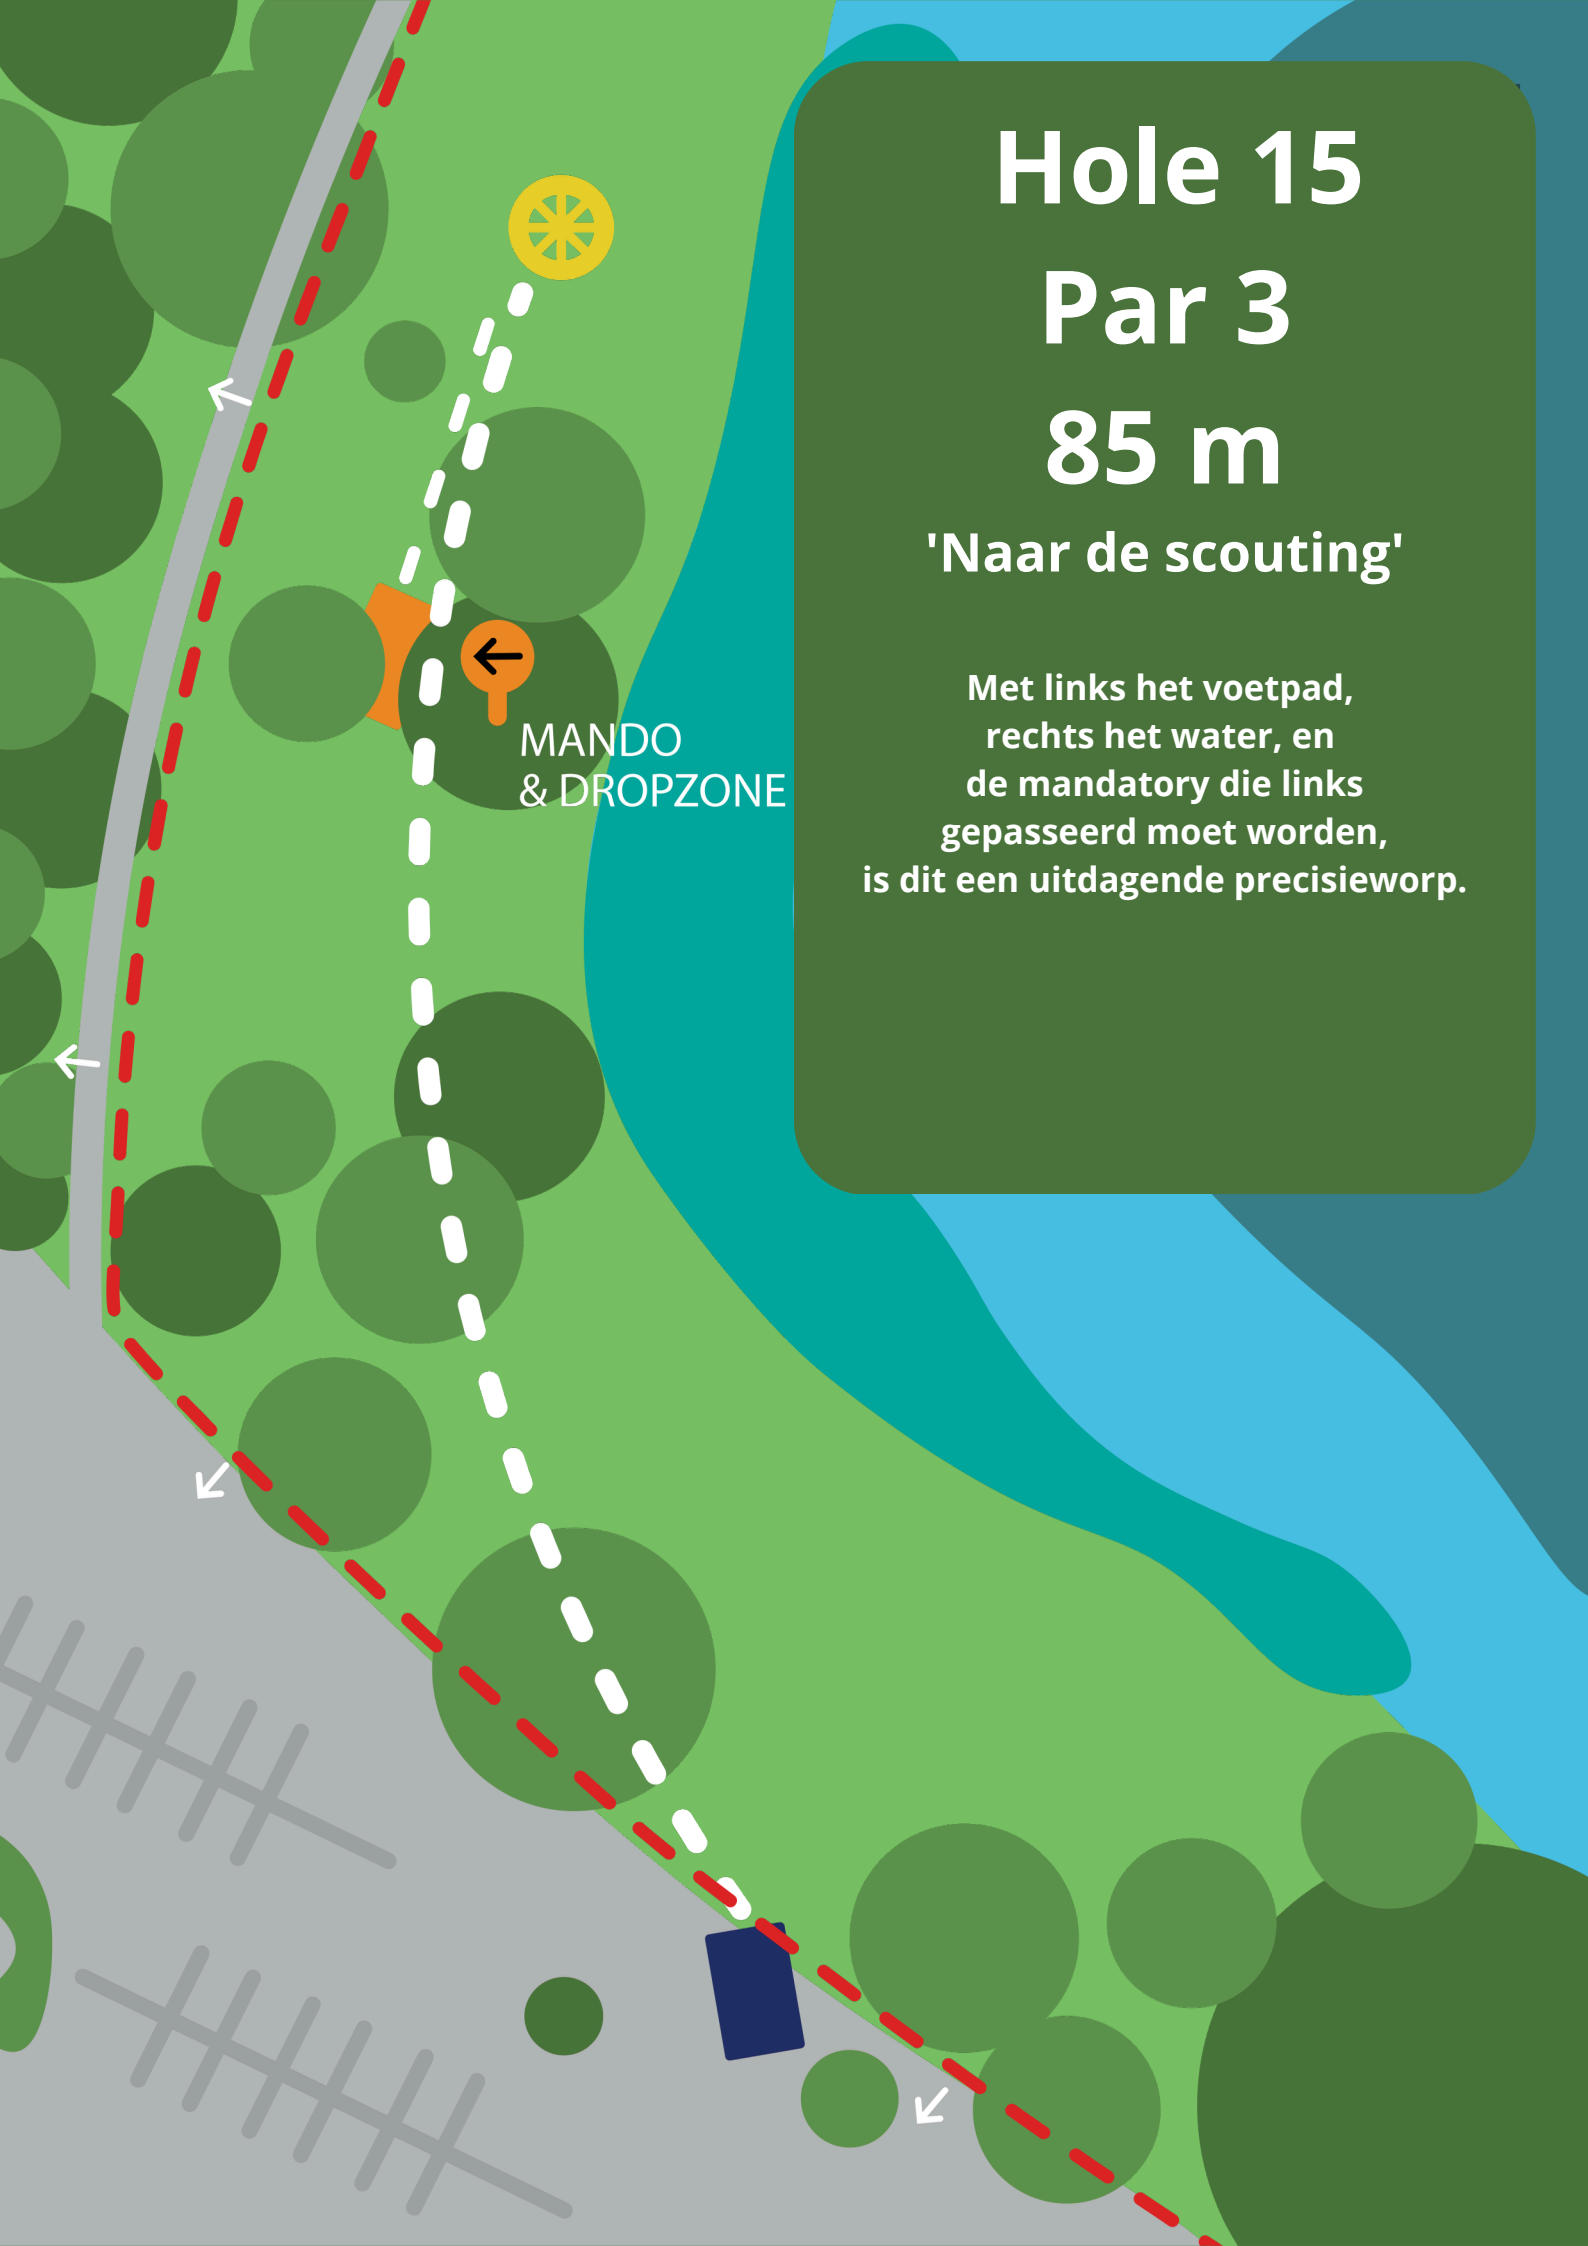 Hole 15
Par 3
85 m
'Naar de scouting'
Met links het voetpad,
rechts het water, en
de mandatory die links
gepasseerd moet worden,
is dit een uitdagende precisieworp.
MANDO
& DROPZONE